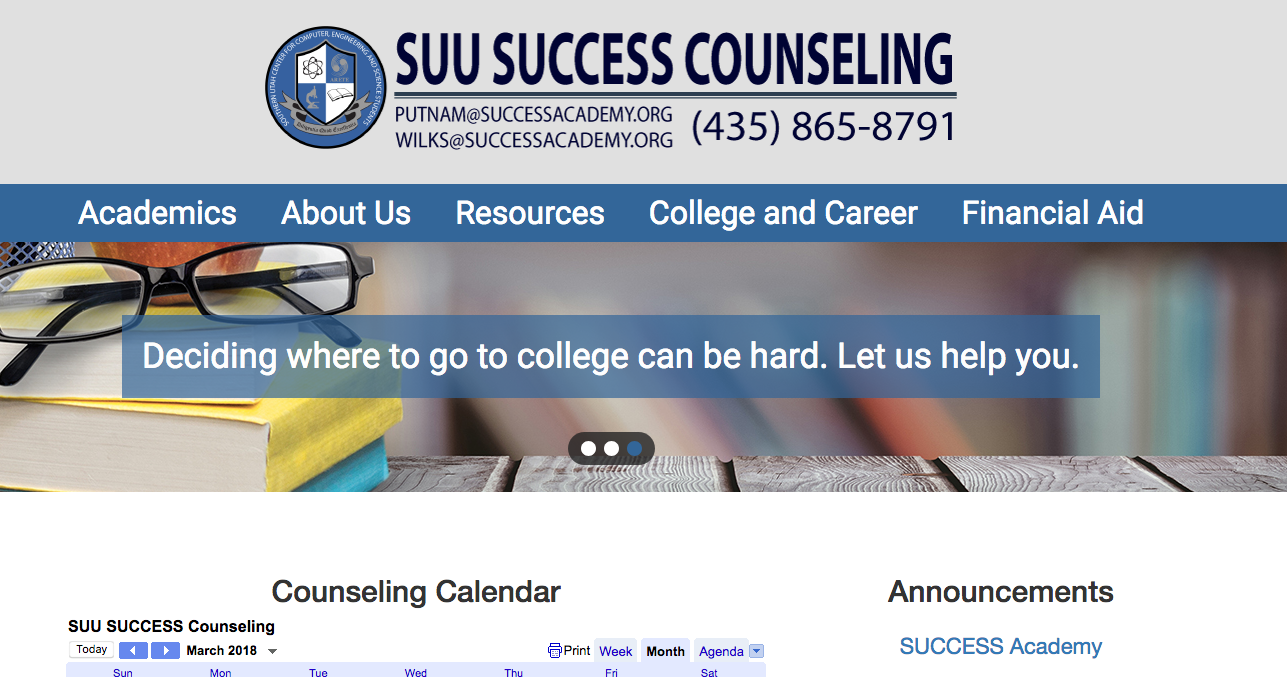 SOUTHERN UTAH CENTER FOR COMPUTER, ENGINEERING AND SCIENCE STUDENTS
SUU SUCCESS COUNSELING
PUTNAM@SUCCESSACADEMY.ORG
WILKS@SUCCESSACADEMY.ORG
(435) 865-8791
Academics
About Us
Resources
College and Career
Financial Aid
Deciding where to go to college can be hard. Let us help you.
Counseling Calendar
SUU SUCCESS Counseling
Today
March 2018
Print
Week
Month
Agenda
Sun Mon Tue Wed Thu Fri Sat
Announcements
SUCCESS Academy